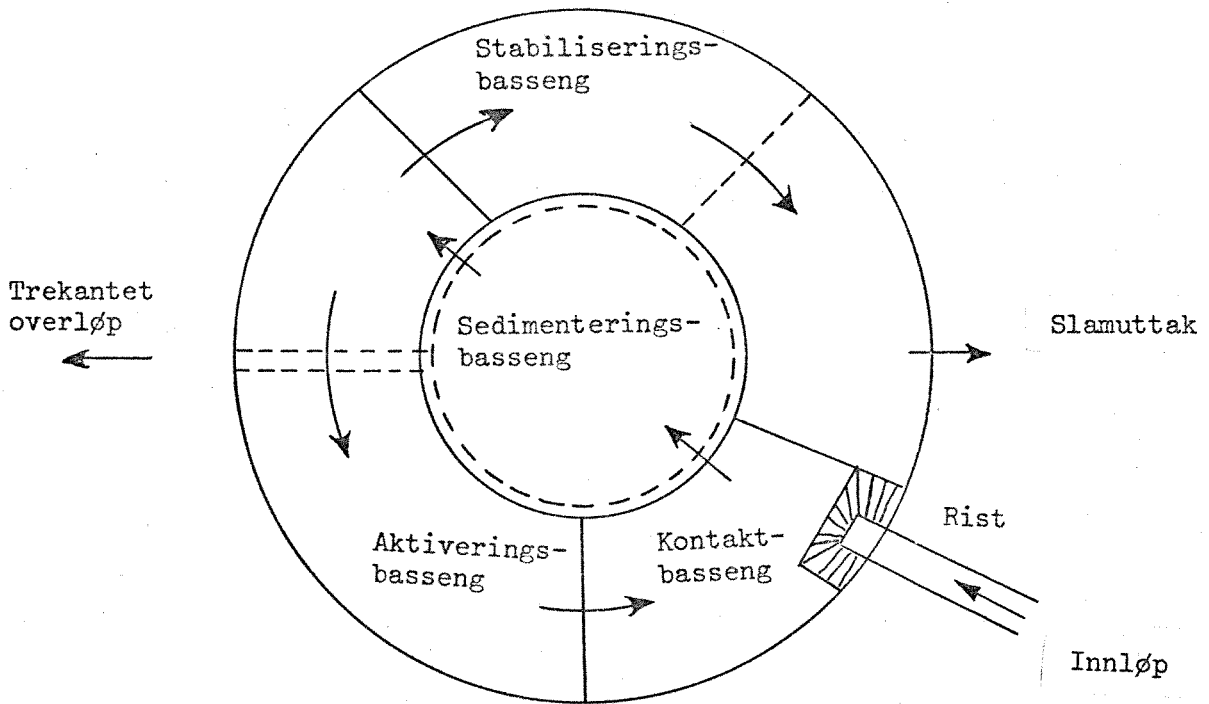 Stabiliserings-
basseng
Trekantet
overløp
Sedimenterings-
basseng
Slamuttak
Aktiverings-
basseng
Kontakt-
basseng
Rist
Innløp